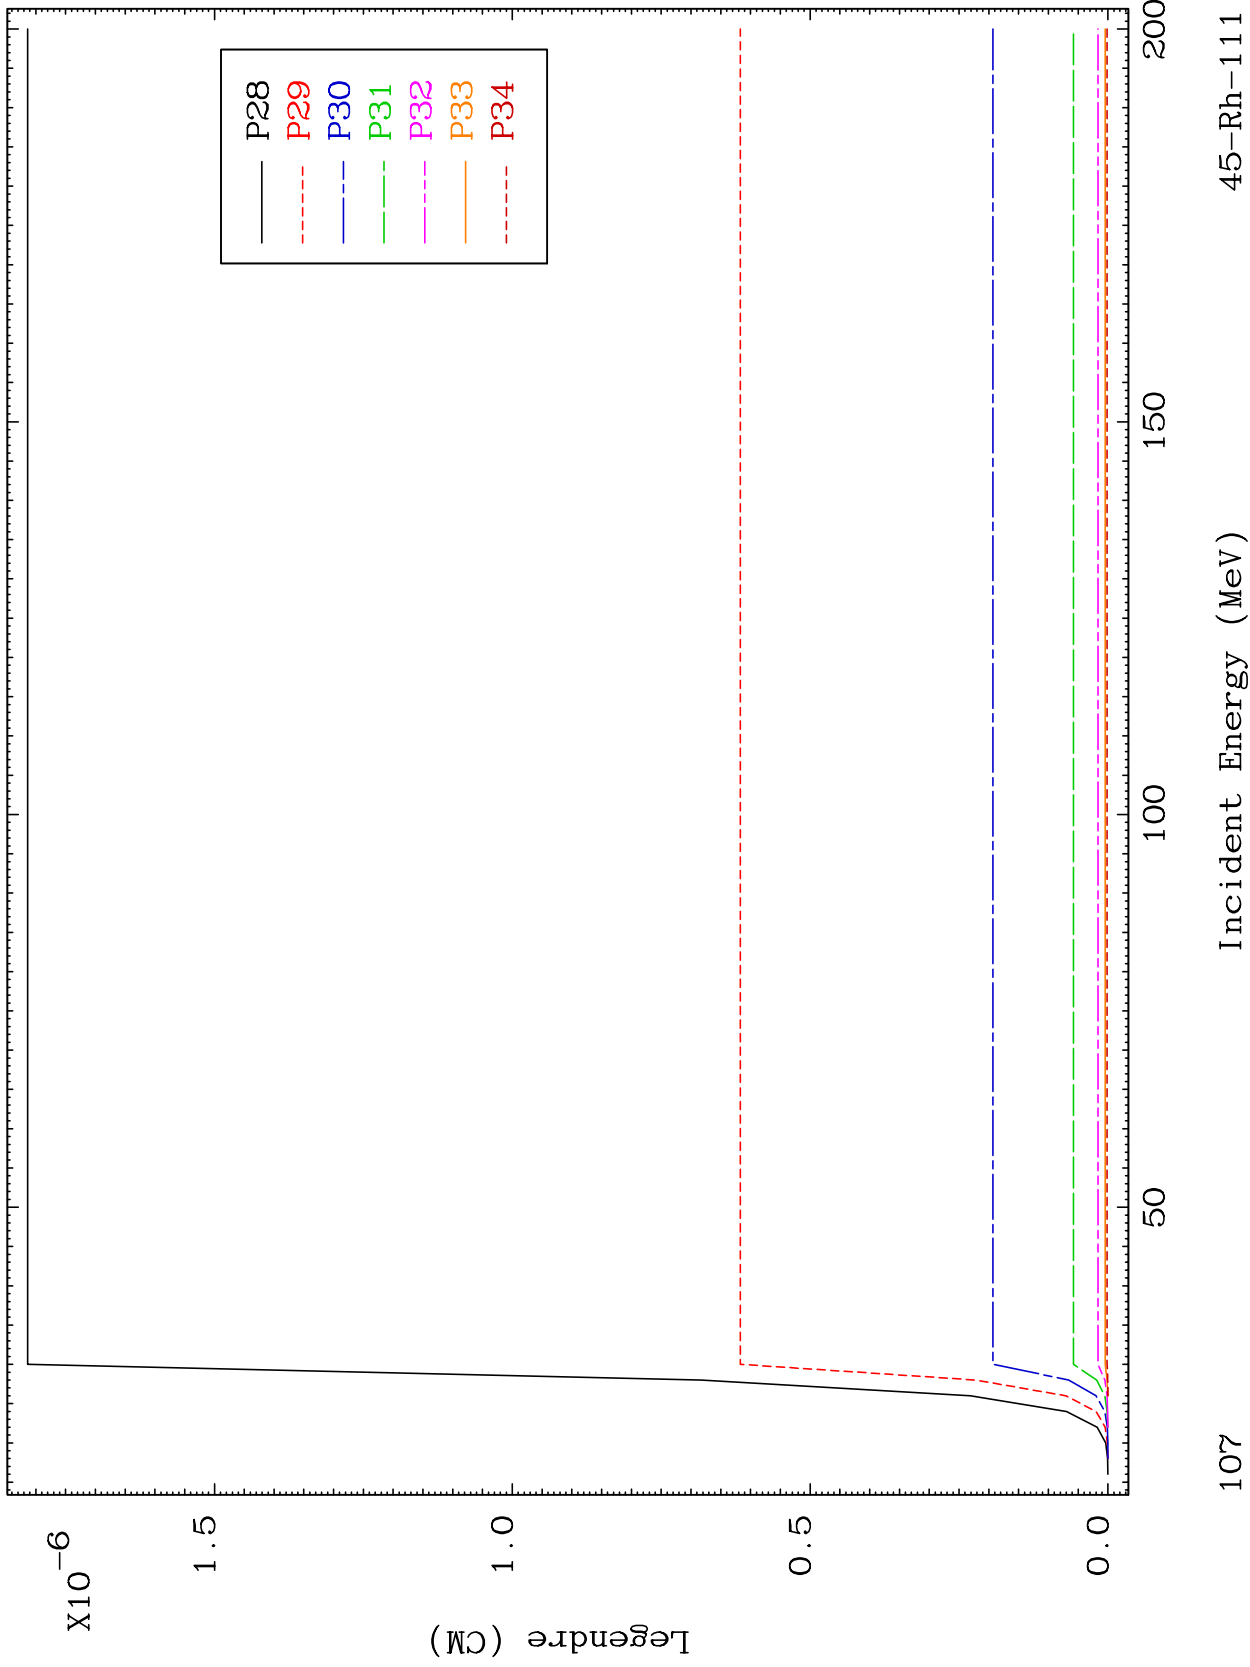 X10⁻⁶
Legendre (CM)
1.5
1.0
0.5
0.0
P28
P29
P30
P31
P32
P33
P34
50
100
150
200
Incident Energy (MeV)
107
45-Rh-111